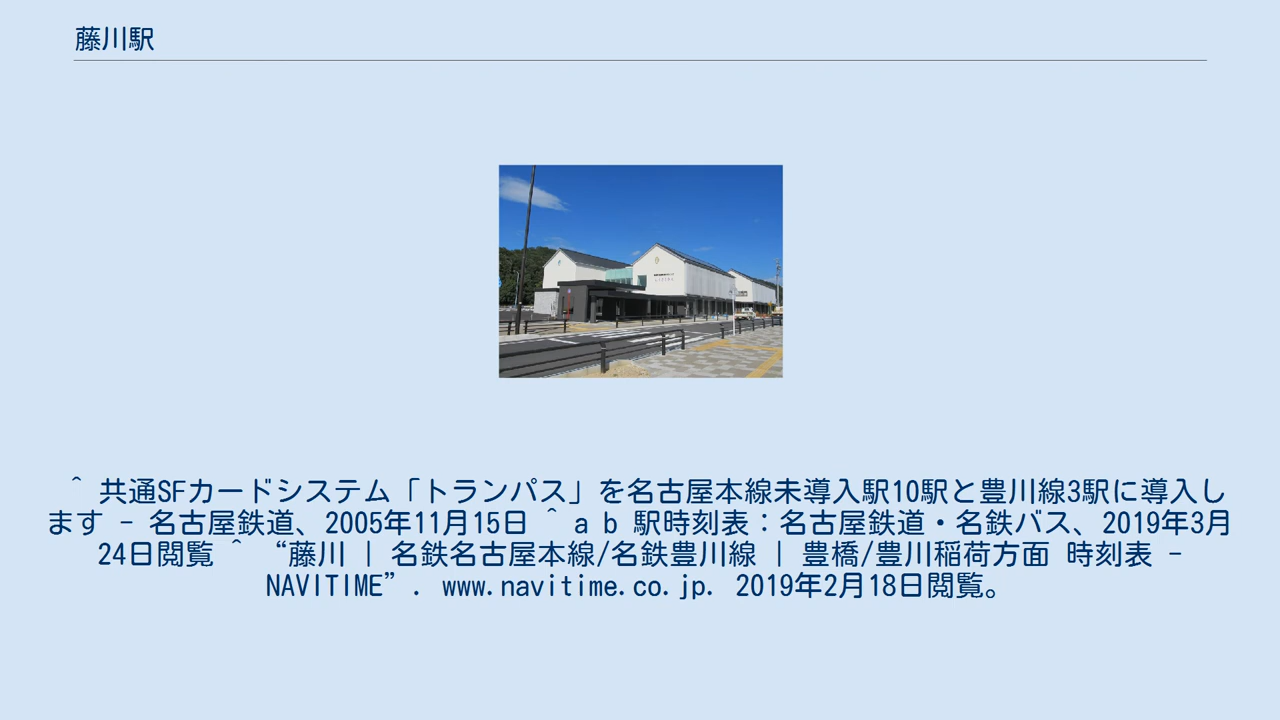 藤川駅
^ 共通SFカードシステム「トランパス」を名古屋本線未導入駅10駅と豊川線3駅に導入し
ます - 名古屋鉄道、2005年11月15日 ^ a b 駅時刻表：名古屋鉄道・名鉄バス、2019年3月
24日閲覧 ^ “藤川 | 名鉄名古屋本線/名鉄豊川線 | 豊橋/豊川稲荷方面 時刻表 -
NAVITIME”. www.navitime.co.jp. 2019年2月18日閲覧。